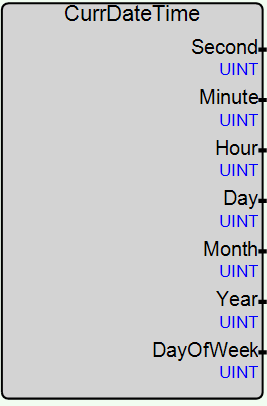 CurrDateTime
Second
UINT
Minute
UINT
Hour
UINT
Day
UINT
Month
UINT
Year
UINT
DayOfWeek
UINT